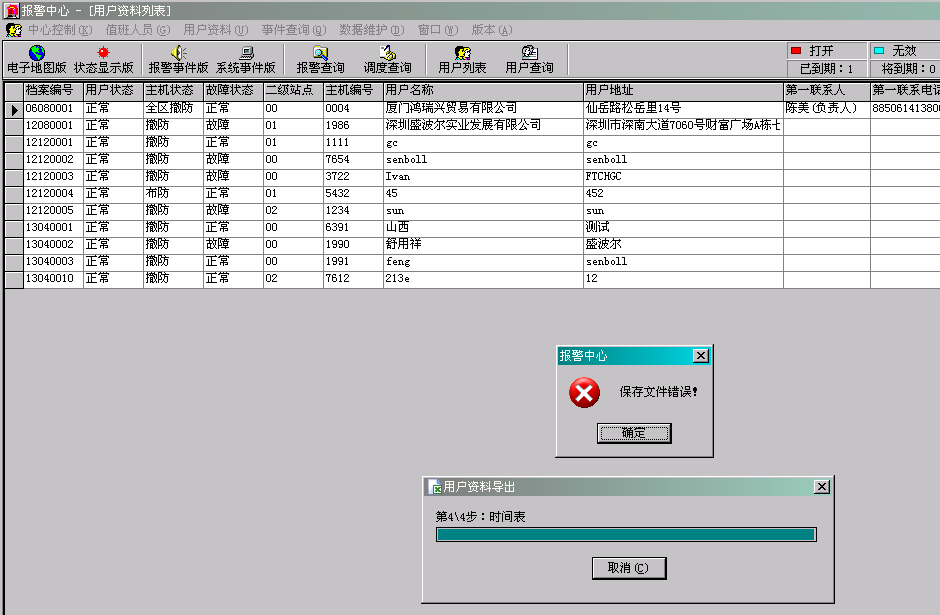 报警中心 - [用户资料列表]
中心控制(K) 值班人员(G) 用户资料(U) 事件查询(Q) 数据维护(D) 窗口(W) 版本(A)
电子地图版 状态显示版 报警事件版 系统事件版 报警查询 调度查询 用户列表 用户查询 打开 无效
已到期：1 将到期：0
档案编号 用户状态 主机状态 故障状态 二级站点 主机编号 用户名称 用户地址 第一联系人 第一联系电话
06080001 正常 全区撤防 正常 00 0004 厦门鸿瑞兴贸易有限公司 仙岳路松岳里14号 陈美(负责人) 8850614138000
12080001 正常 撤防 故障 01 1986 深圳盛波尔实业发展有限公司 深圳市深南大道7060号财富广场A栋七
12120001 正常 撤防 正常 01 1111 gc gc
12120002 正常 撤防 故障 00 7654 senboll senboll
12120003 正常 撤防 故障 00 3722 Ivan FTCHGC
12120004 正常 布防 正常 01 5432 45 452
12120005 正常 撤防 故障 02 1234 sun sun
13040001 正常 撤防 正常 00 6391 山西 测试
13040002 正常 撤防 故障 00 1990 舒用祥 盛波尔
13040003 正常 撤防 正常 00 1991 feng senboll
13040010 正常 撤防 正常 02 7612 213e 12
报警中心
保存文件错误!
确定
用户资料导出
第4\4步：时间表
取消(C)